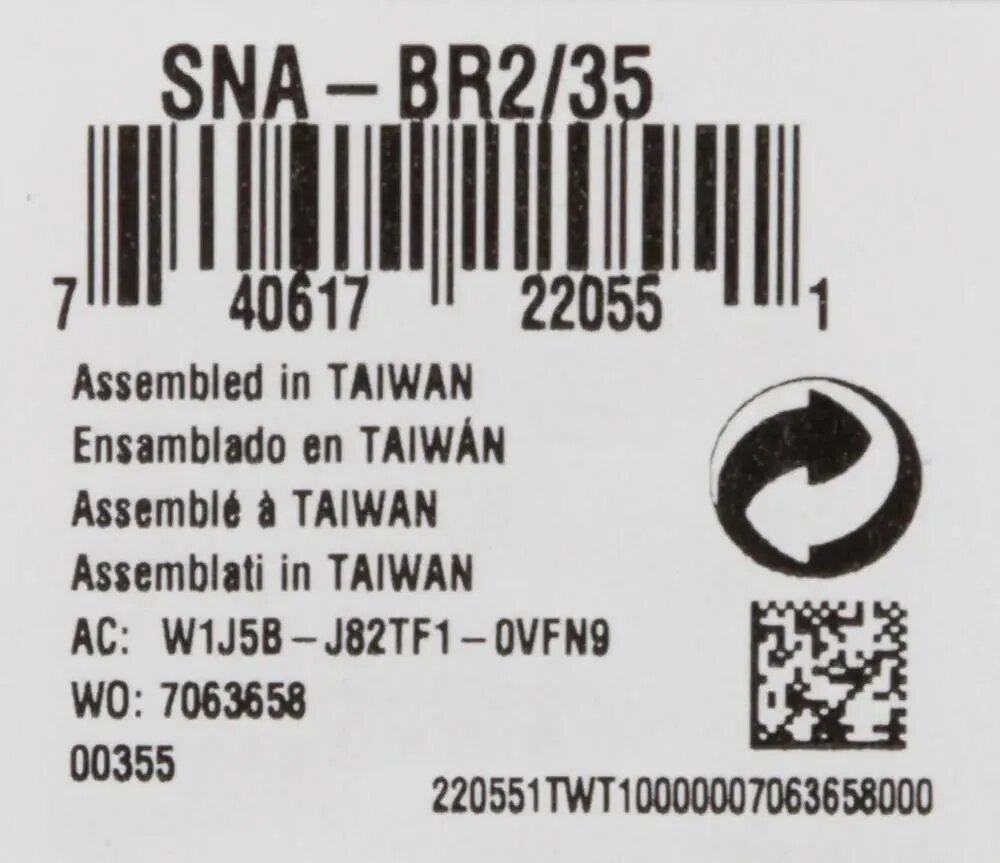 SNA – BR2/35
7 40617 22055 1
Assembled in TAIWAN
Ensamblado en TAIWÁN
Assemblé à TAIWAN
Assemblati in TAIWAN
AC: W1J5B – J82TF1 – 0VFN9
WO: 7063658
00355
220551TWT10000007063658000